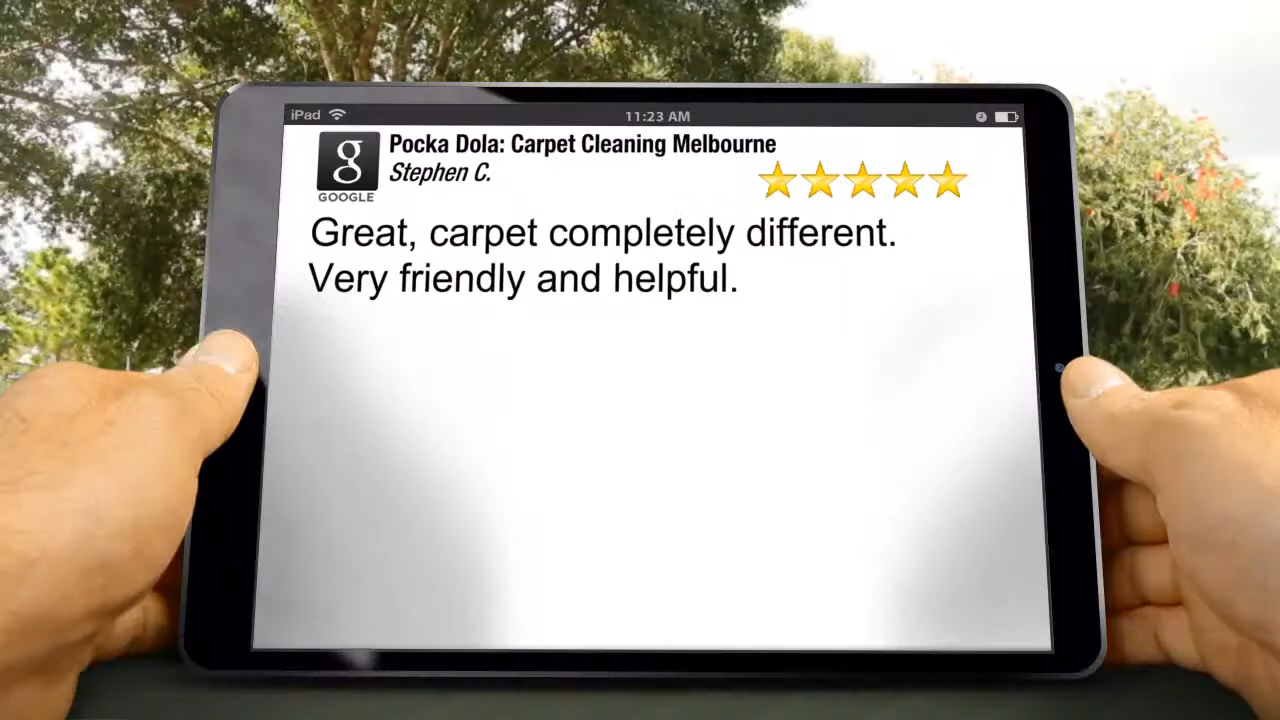 iPad 11:23 AM
g Pocka Dola: Carpet Cleaning Melbourne
GOOGLE Stephen C.
Great, carpet completely different.
Very friendly and helpful.